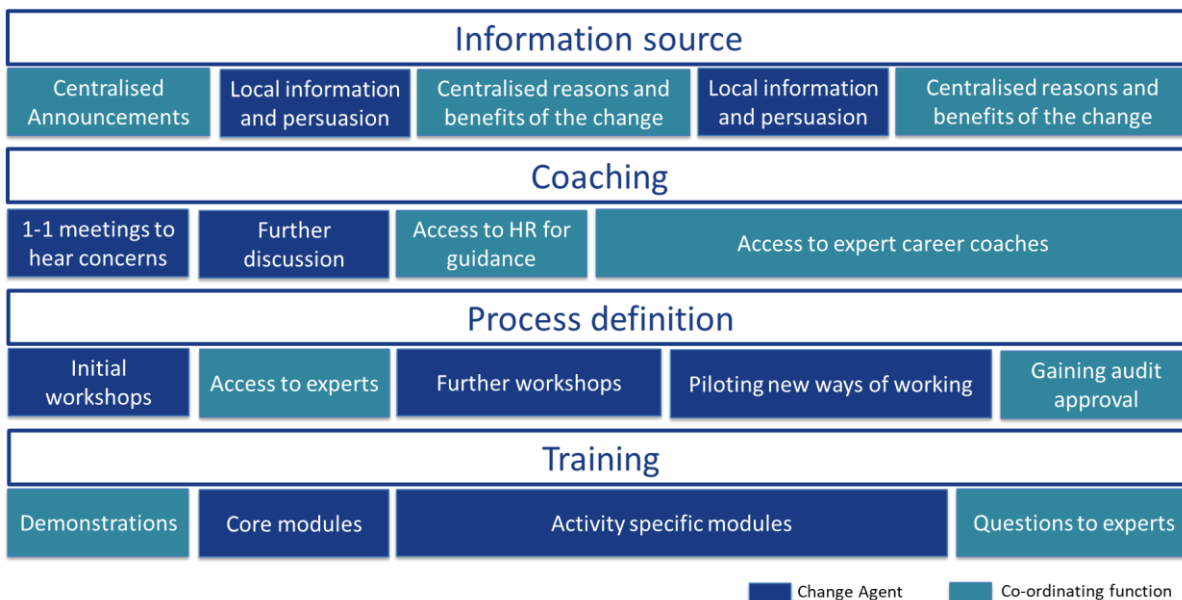 Information source
Centralised
Announcements
Local information
and persuasion
Centralised reasons and
benefits of the change
Local information
and persuasion
Centralised reasons and
benefits of the change
Coaching
1-1 meetings to
hear concerns
Further
discussion
Access to HR for
guidance
Access to expert career coaches
Process definition
Initial
workshops
Access to experts
Further workshops
Piloting new ways of working
Gaining audit
approval
Training
Demonstrations
Core modules
Activity specific modules
Questions to experts
Change Agent
Co-ordinating function